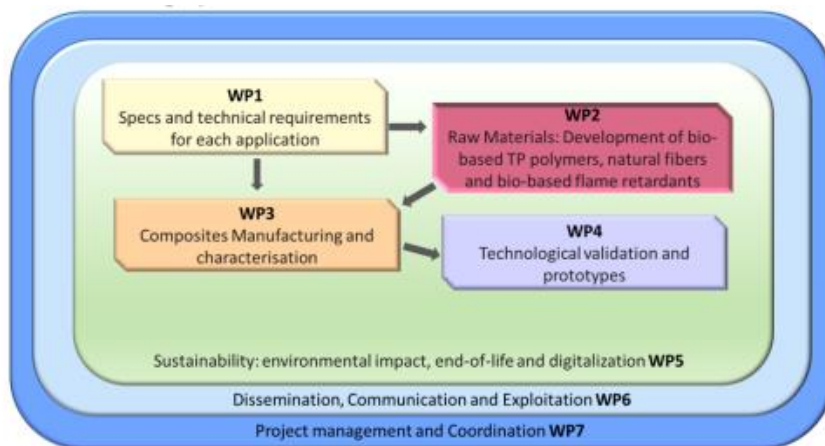 WP1
Specs and technical requirements
for each application
WP2
Raw Materials: Development of bio-
based TP polymers, natural fibers
and bio-based flame retardants
WP3
Composites Manufacturing and
characterisation
WP4
Technological validation and
prototypes
Sustainability: environmental impact, end-of-life and digitalization WP5
Dissemination, Communication and Exploitation WP6
Project management and Coordination WP7